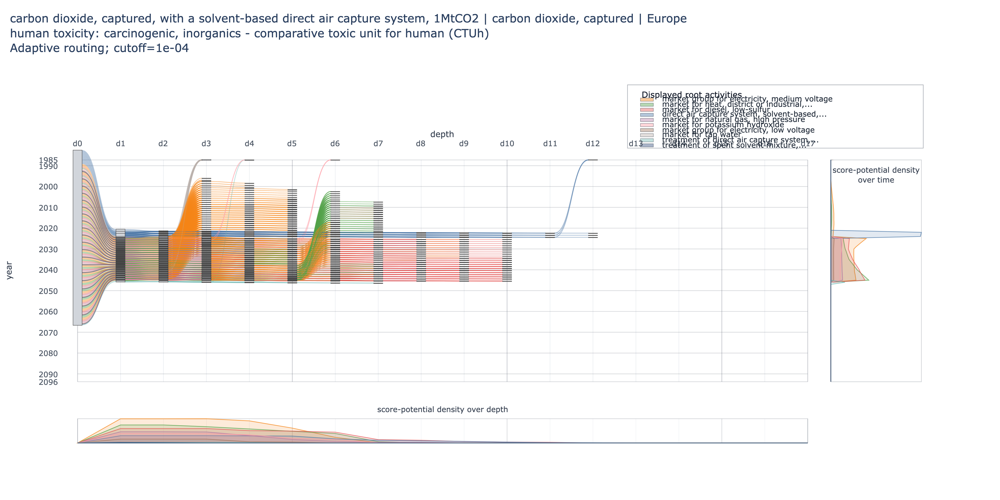 carbon dioxide, captured, with a solvent-based direct air capture system, 1MtCO2 | carbon dioxide, captured | Europe
human toxicity: carcinogenic, inorganics - comparative toxic unit for human (CTUh)
Adaptive routing; cutoff=1e-04
Displayed root activities
market group for electricity, medium voltage
market for heat, district or industrial,...
market for diesel, low-sulfur
direct air capture system, solvent-based,...
market for natural gas, high pressure
market for potassium hydroxide
market group for electricity, low voltage
market for tap water
treatment of direct air capture system,...
treatment of spent solvent mixture,...
depth
d0 d1 d2 d3 d4 d5 d6 d7 d8 d9 d10 d11 d12 d13 d14 d15 d16 d17
year
1985
1990
2000
2010
2020
2030
2040
2050
2060
2070
2080
2090
2096
score-potential density
over time
score-potential density over depth